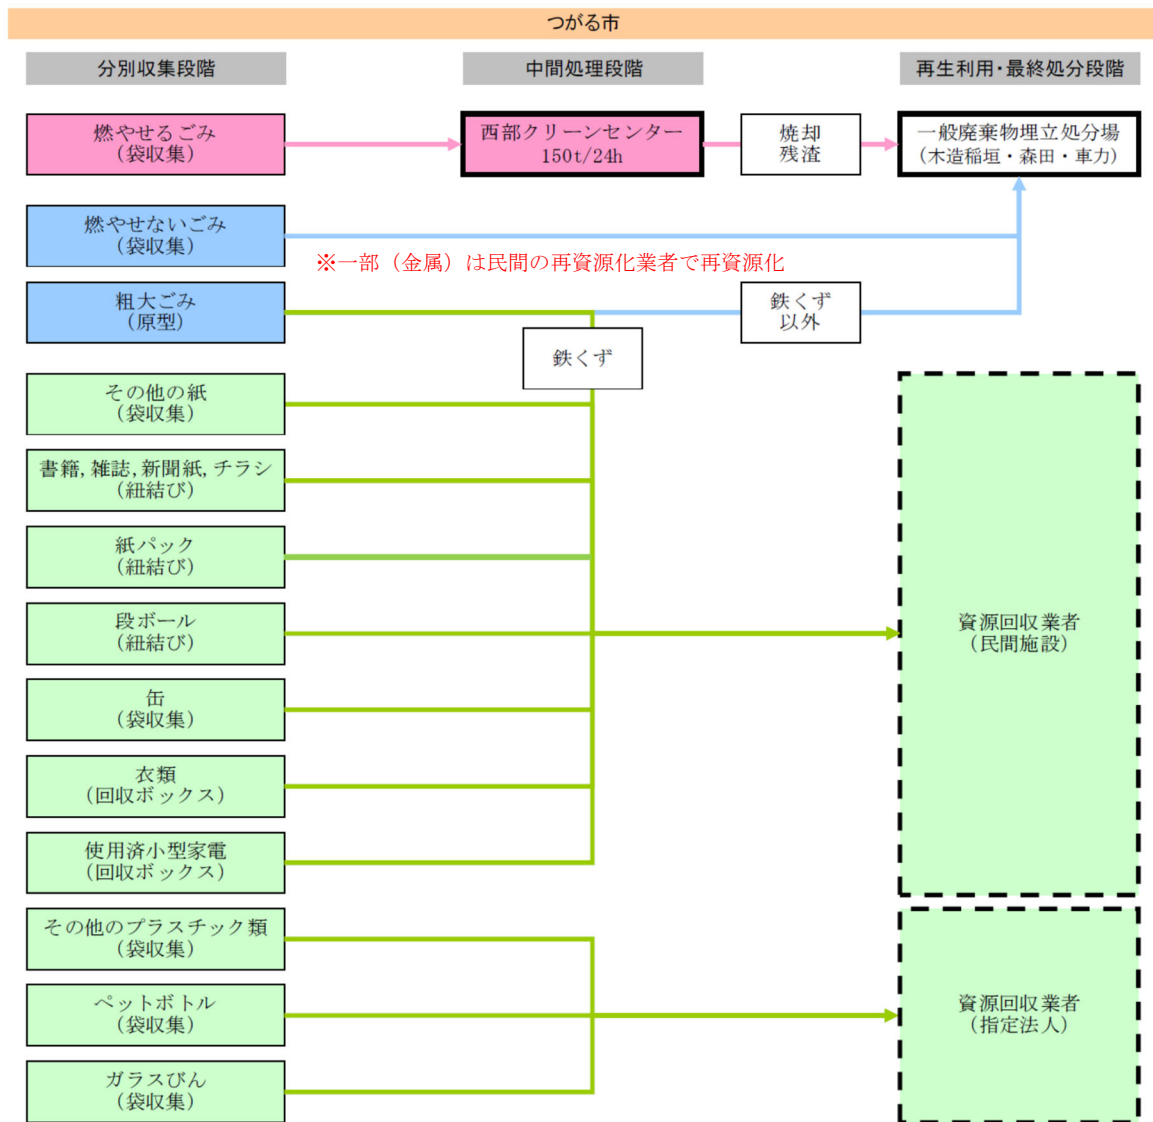 つがる市
分別収集段階
中間処理段階
再生利用・最終処分段階
燃やせるごみ
（袋収集）
西部クリーンセンター
150t/24h
焼却
残渣
一般廃棄物埋立処分場
（木造稲垣・森田・車力）
燃やせないごみ
（袋収集）
※一部（金属）は民間の再資源化業者で再資源化
粗大ごみ
（原型）
鉄くず
以外
鉄くず
その他の紙
（袋収集）
書籍,雑誌,新聞紙,チラシ
（紐結び）
紙パック
（紐結び）
段ボール
（紐結び）
資源回収業者
（民間施設）
缶
（袋収集）
衣類
（回収ボックス）
使用済小型家電
（回収ボックス）
その他のプラスチック類
（袋収集）
ペットボトル
（袋収集）
資源回収業者
（指定法人）
ガラスびん
（袋収集）